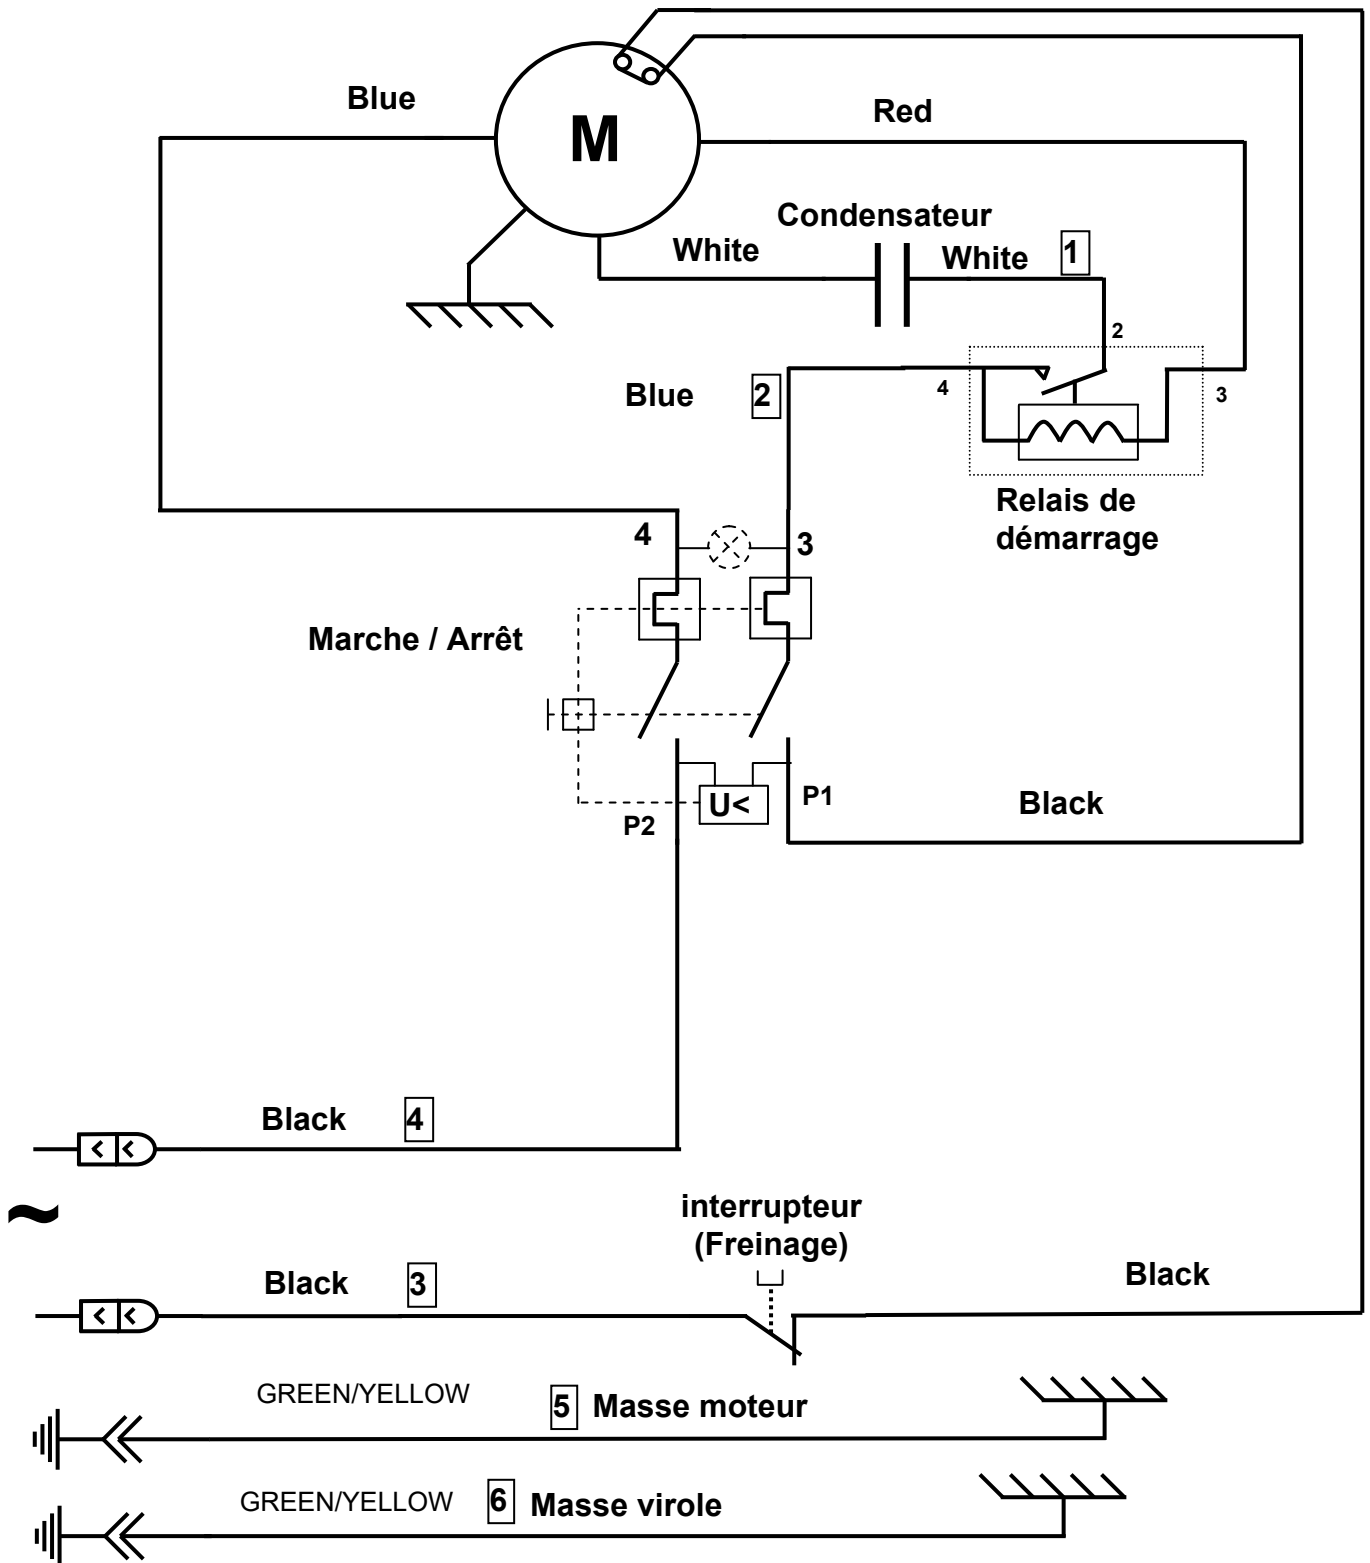 Blue
M
Red
Condensateur
White
White
1
2
Blue
2
4
3
Relais de
démarrage
4
3
Marche / Arrêt
P1
U<
P2
Black
Black
4
~
interrupteur
(Freinage)
Black
3
Black
GREEN/YELLOW
5
Masse moteur
GREEN/YELLOW
6
Masse virole